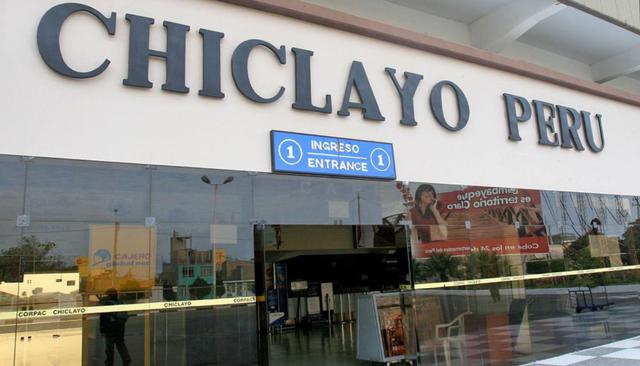 CHICLAYO PERU
1 INGRESO 1
ENTRANCE
CAJERO
Lambayeque
es territorio Claro
CORPAC CHICLAYO
CHICLAYO
CORPAC